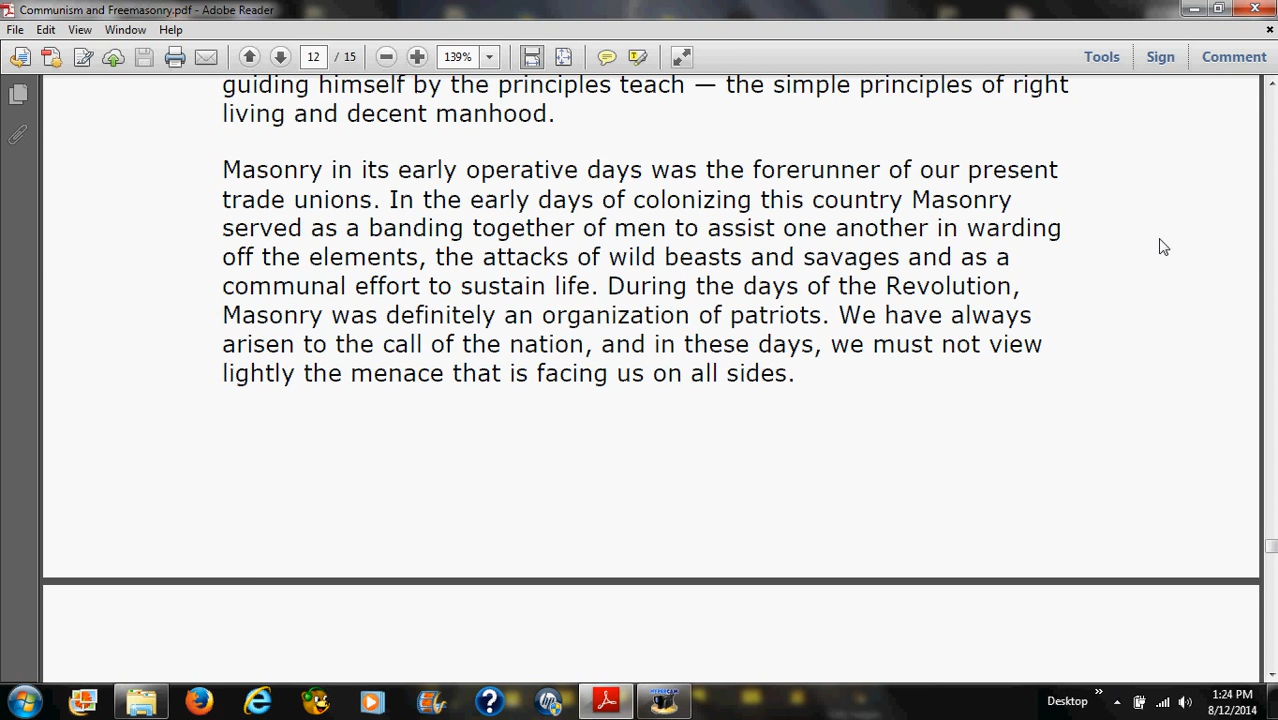 Communism and Freemasonry.pdf - Adobe Reader
File Edit View Window Help
12 / 15 139% Tools Sign Comment
guiding himself by the principles teach — the simple principles of right
living and decent manhood.
Masonry in its early operative days was the forerunner of our present
trade unions. In the early days of colonizing this country Masonry
served as a banding together of men to assist one another in warding
off the elements, the attacks of wild beasts and savages and as a
communal effort to sustain life. During the days of the Revolution,
Masonry was definitely an organization of patriots. We have always
arisen to the call of the nation, and in these days, we must not view
lightly the menace that is facing us on all sides.
Desktop 1:24 PM
8/12/2014